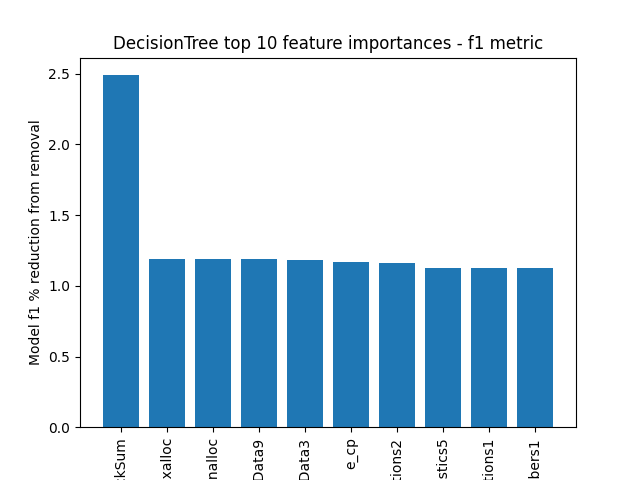 DecisionTree top 10 feature importances - f1 metric
Model f1 % reduction from removal
2.5
2.0
1.5
1.0
0.5
0.0
ckSum
xalloc
nalloc
Data9
Data3
e_cp
tions2
stics5
tions1
bers1